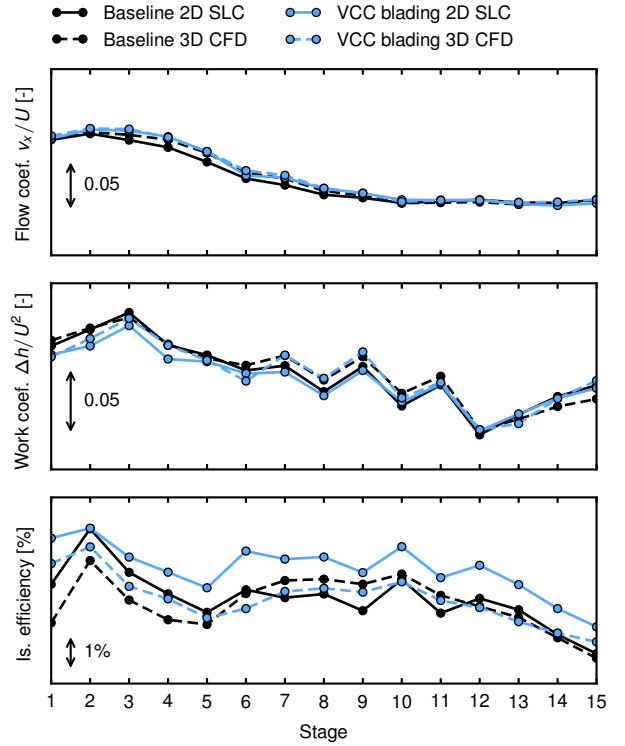 Baseline 2D SLC
VCC blading 2D SLC
Baseline 3D CFD
VCC blading 3D CFD
Flow coef. vₓ/U [-]
0.05
Work coef. Δh/U² [-]
0.05
Is. efficiency [%]
1%
1 2 3 4 5 6 7 8 9 10 11 12 13 14 15
Stage